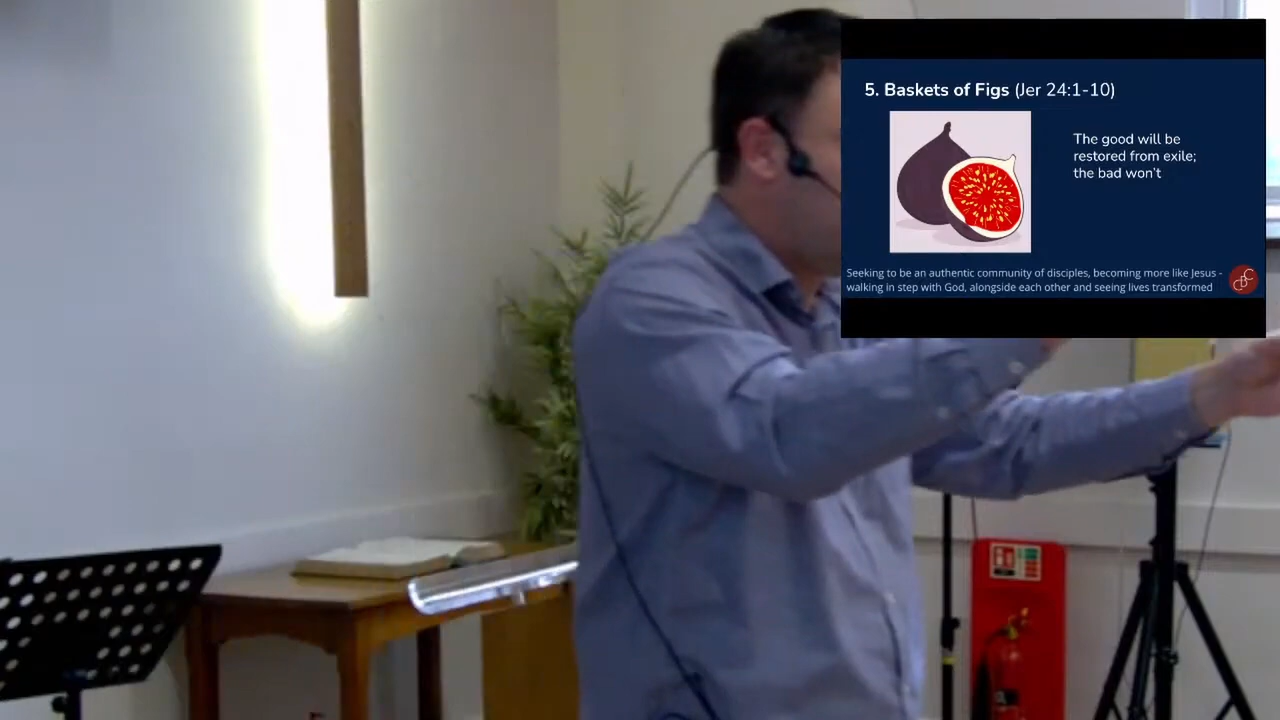 5. Baskets of Figs (Jer 24:1-10)
The good will be
restored from exile;
the bad won't
Seeking to be an authentic community of disciples, becoming more like Jesus -
walking in step with God, alongside each other and seeing lives transformed
CBC